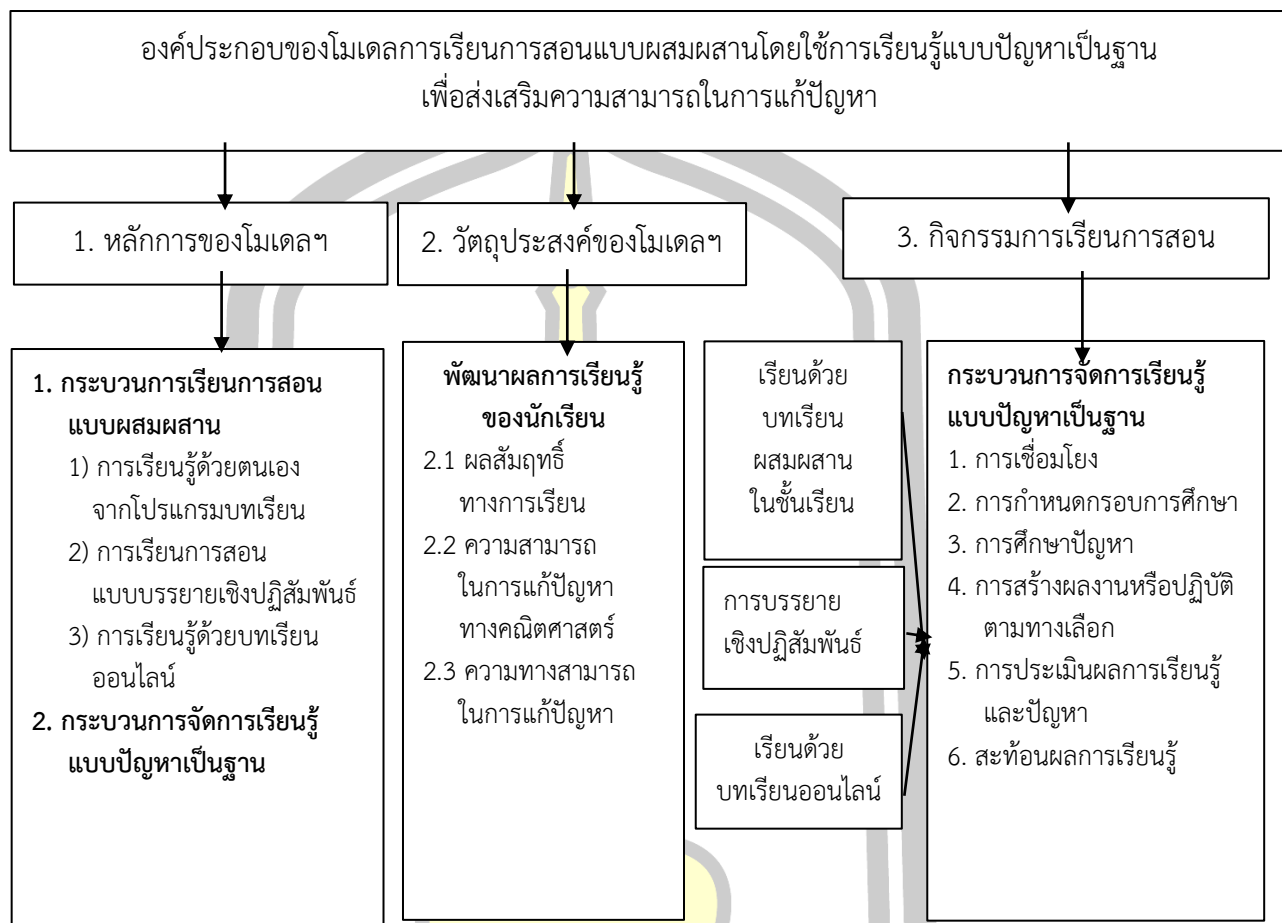 องค์ประกอบของโมเดลการเรียนการสอนแบบผสมผสานโดยใช้การเรียนรู้แบบปัญหาเป็นฐาน
เพื่อส่งเสริมความสามารถในการแก้ปัญหา
1. หลักการของโมเดลฯ
2. วัตถุประสงค์ของโมเดลฯ
3. กิจกรรมการเรียนการสอน
1. กระบวนการเรียนการสอน
แบบผสมผสาน
1) การเรียนรู้ด้วยตนเอง
จากโปรแกรมบทเรียน
2) การเรียนการสอน
แบบบรรยายเชิงปฏิสัมพันธ์
3) การเรียนรู้ด้วยบทเรียน
ออนไลน์
2. กระบวนการจัดการเรียนรู้
แบบปัญหาเป็นฐาน
พัฒนาผลการเรียนรู้
ของนักเรียน
2.1 ผลสัมฤทธิ์
ทางการเรียน
2.2 ความสามารถ
ในการแก้ปัญหา
ทางคณิตศาสตร์
2.3 ความทางสามารถ
ในการแก้ปัญหา
เรียนด้วย
บทเรียน
ผสมผสาน
ในชั้นเรียน
การบรรยาย
เชิงปฏิสัมพันธ์
เรียนด้วย
บทเรียนออนไลน์
กระบวนการจัดการเรียนรู้
แบบปัญหาเป็นฐาน
1. การเชื่อมโยง
2. การกำหนดกรอบการศึกษา
3. การศึกษาปัญหา
4. การสร้างผลงานหรือปฏิบัติ
ตามทางเลือก
5. การประเมินผลการเรียนรู้
และปัญหา
6. สะท้อนผลการเรียนรู้